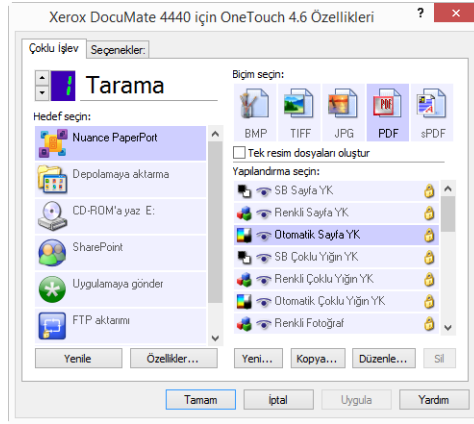 Xerox DocuMate 4440 için OneTouch 4.6 Özellikleri
Çoklu İşlev
Seçenekler:
1 Tarama
Hedef seçin:
Nuance PaperPort
Depolamaya aktarma
CD-ROM'a yaz E:
SharePoint
Uygulamaya gönder
FTP aktarımı
Yenile
Özellikler...
Biçim seçin:
BMP TIFF JPG PDF sPDF
Tek resim dosyaları oluştur
Yapılandırma seçin:
SB Sayfa YK
Renkli Sayfa YK
Otomatik Sayfa YK
SB Çoklu Yığın YK
Renkli Çoklu Yığın YK
Otomatik Çoklu Yığın YK
Renkli Fotoğraf
Yeni... Kopya... Düzenle... Sil
Tamam İptal Uygula Yardım